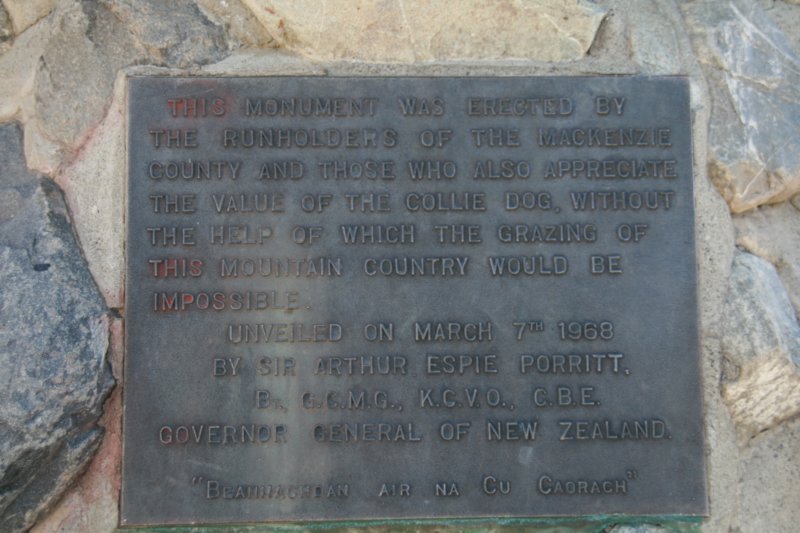 THIS MONUMENT WAS ERECTED BY
THE RUNHOLDERS OF THE MACKENZIE
COUNTY AND THOSE WHO ALSO APPRECIATE
THE VALUE OF THE COLLIE DOG, WITHOUT
THE HELP OF WHICH THE GRAZING OF
THIS MOUNTAIN COUNTRY WOULD BE
IMPOSSIBLE.
UNVEILED ON MARCH 7TH 1968
BY SIR ARTHUR ESPIE PORRITT,
BT., G.C.M.G., K.C.V.O., C.B.E.
GOVERNOR GENERAL OF NEW ZEALAND.
"BEANNACHDAN AIR NA CU CAORACH"